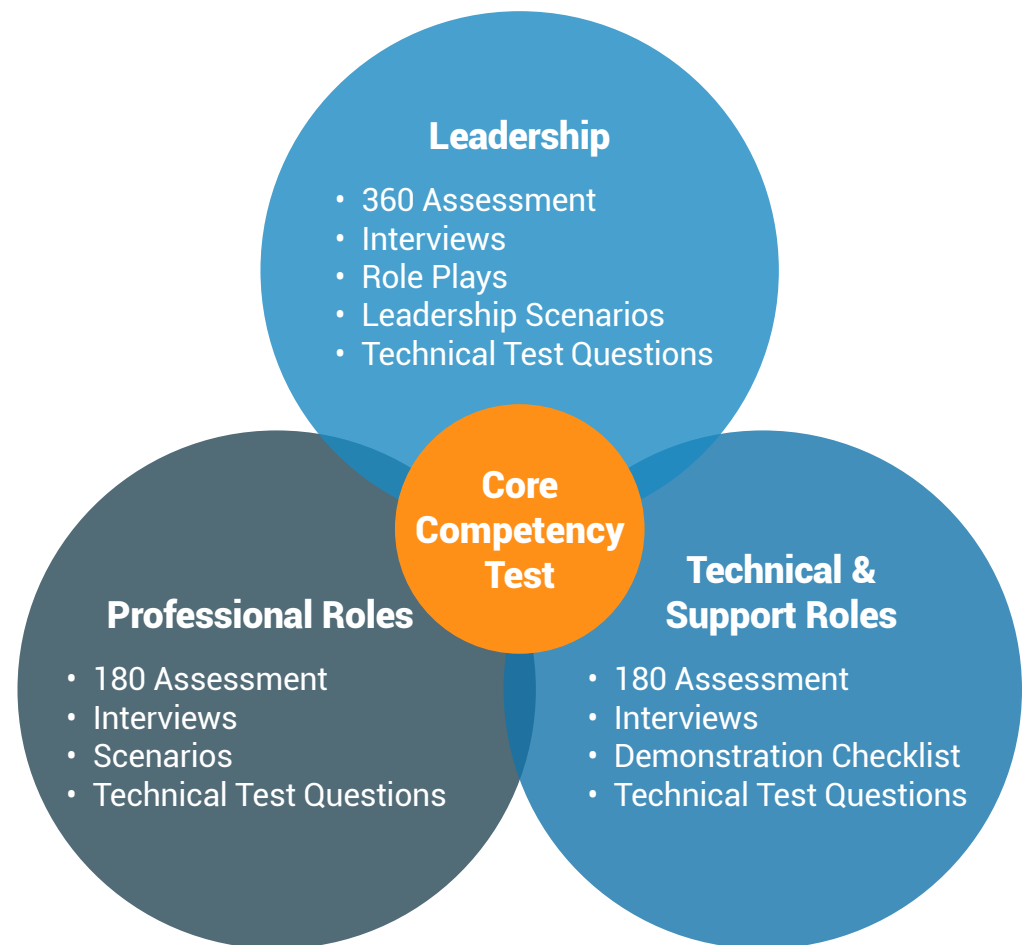 Leadership
• 360 Assessment
• Interviews
• Role Plays
• Leadership Scenarios
• Technical Test Questions
Core
Competency
Test
Professional Roles
• 180 Assessment
• Interviews
• Scenarios
• Technical Test Questions
Technical &
Support Roles
• 180 Assessment
• Interviews
• Demonstration Checklist
• Technical Test Questions